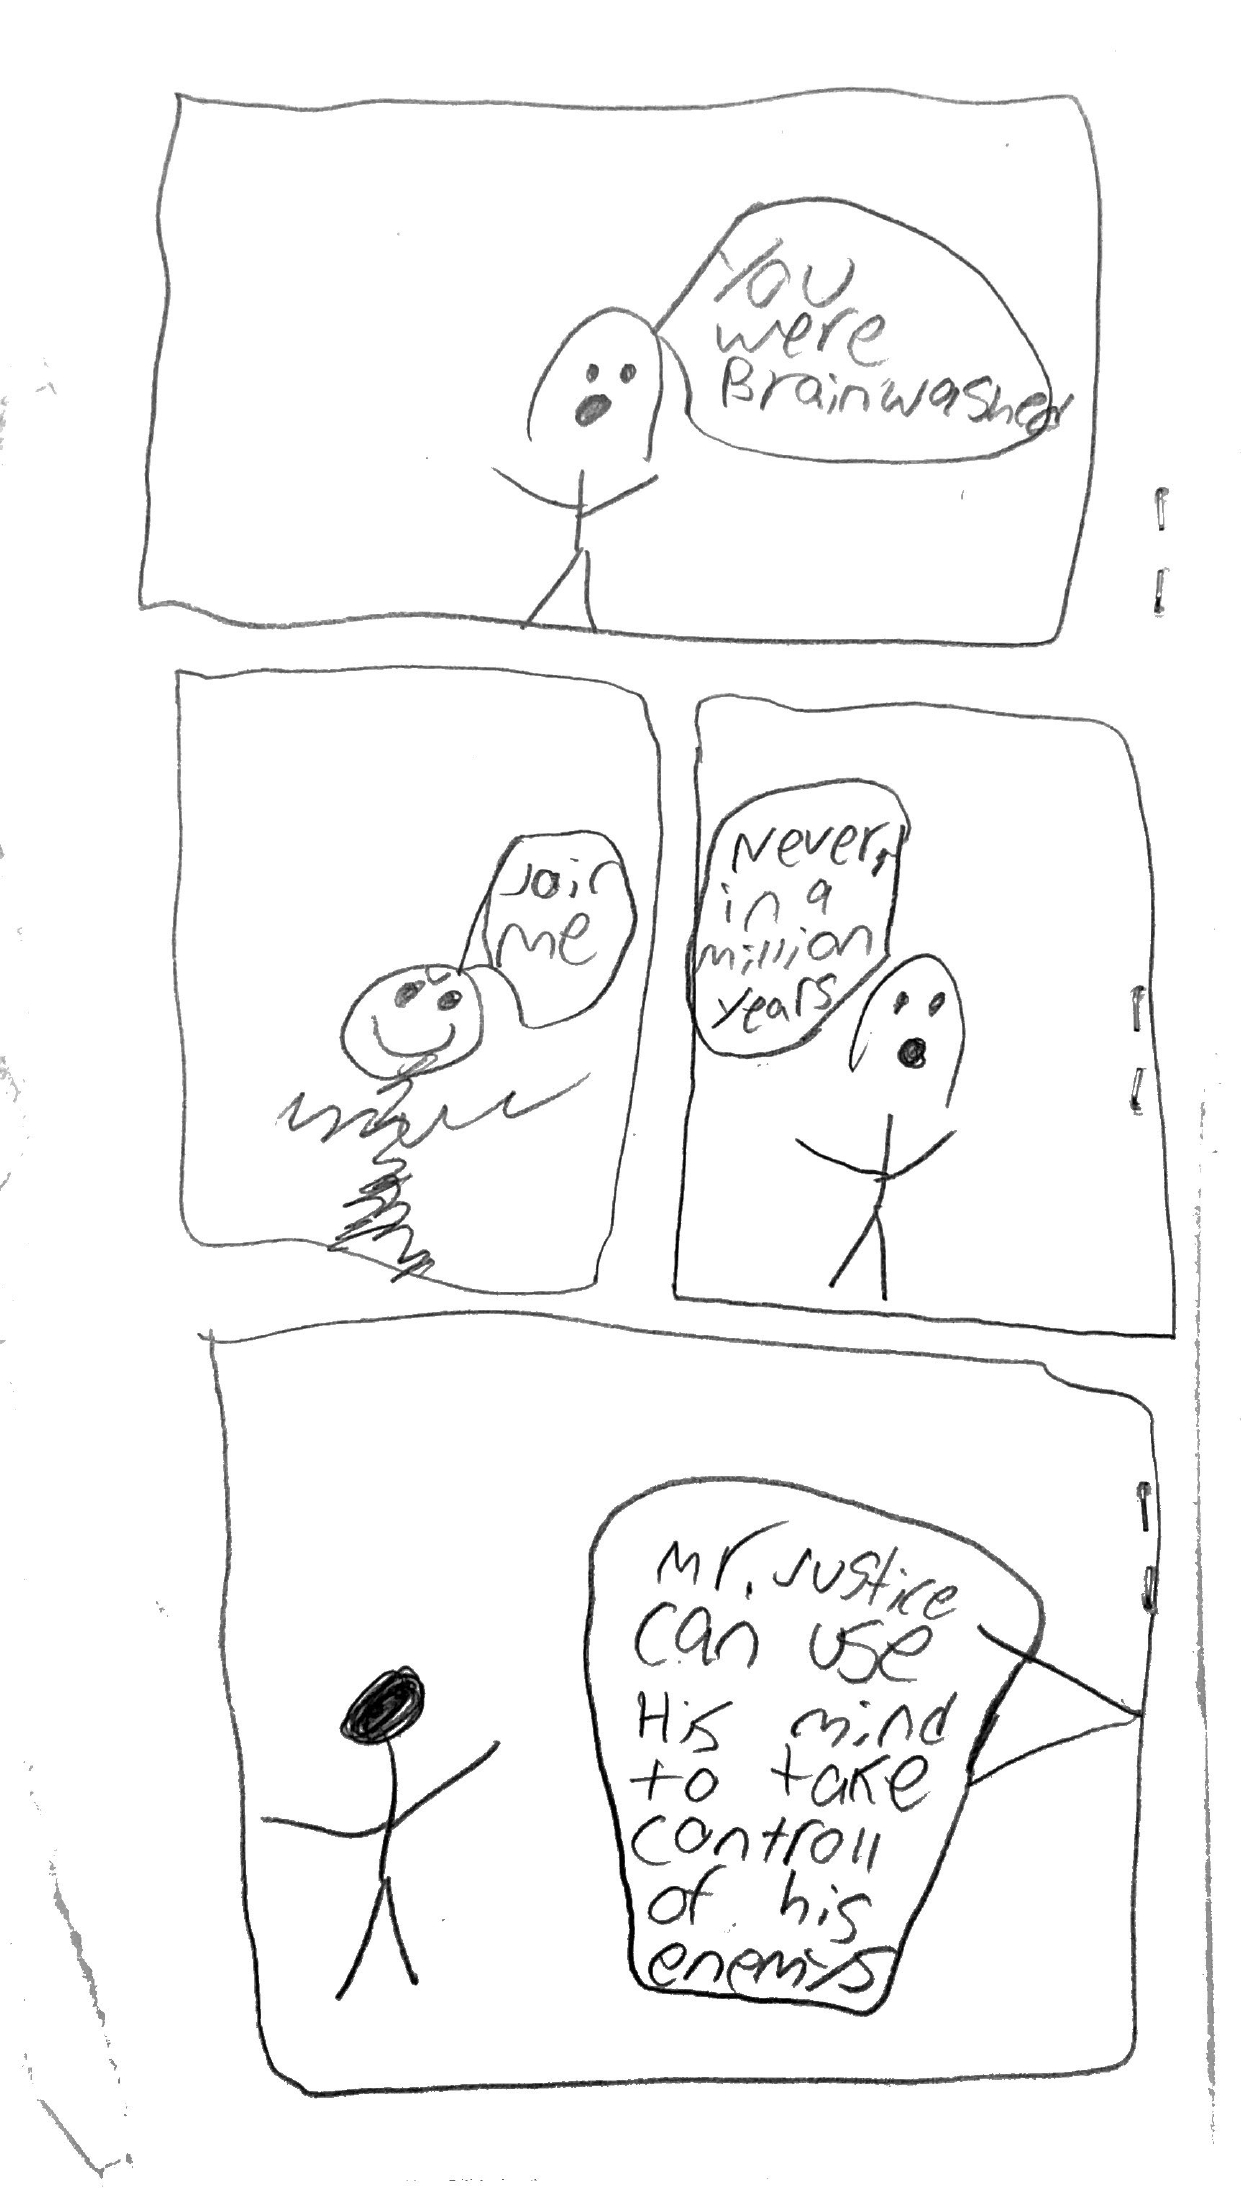 You
were
Brainwashed
Join
me
Never,
in a
million
years
Mr. Justice
can use
His mind
to take
controll
of his
enemis